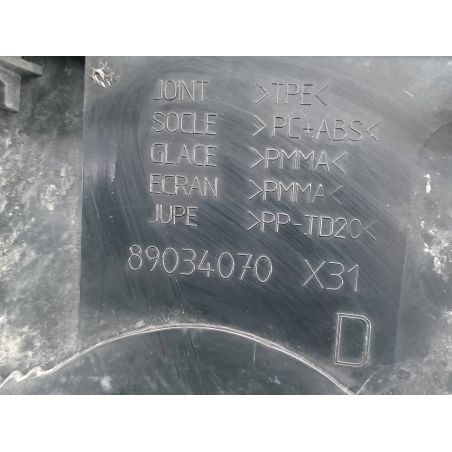 JOINT >TPE<
SOCLE >PC+ABS<
GLACE >PMMA<
ECRAN >PMMA<
JUPE >PP-TD20<
89034070 X31
D